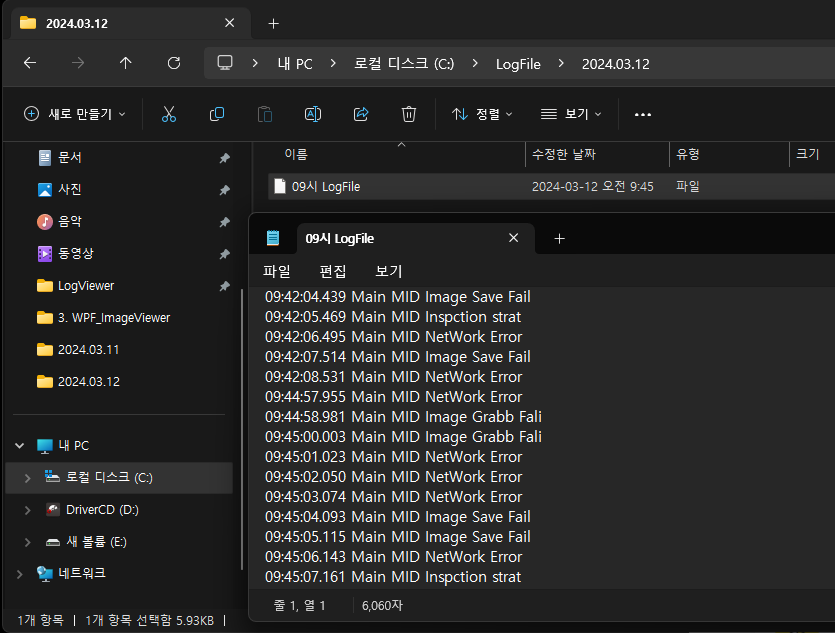 2024.03.12
내 PC
로컬 디스크 (C:)
LogFile
2024.03.12
새로 만들기
정렬
보기
이름
수정한 날짜
유형
크기
09시 LogFile
2024-03-12 오전 9:45
파일
문서
사진
음악
동영상
LogViewer
3. WPF_ImageViewer
2024.03.11
2024.03.12
내 PC
로컬 디스크 (C:)
DriverCD (D:)
새 볼륨 (E:)
네트워크
1개 항목
1개 항목 선택함 5.93KB
09시 LogFile
파일
편집
보기
09:42:04.439 Main MID Image Save Fail
09:42:05.469 Main MID Inspction strat
09:42:06.495 Main MID NetWork Error
09:42:07.514 Main MID Image Save Fail
09:42:08.531 Main MID NetWork Error
09:44:57.955 Main MID NetWork Error
09:44:58.981 Main MID Image Grabb Fali
09:45:00.003 Main MID Image Grabb Fali
09:45:01.023 Main MID NetWork Error
09:45:02.050 Main MID NetWork Error
09:45:03.074 Main MID NetWork Error
09:45:04.093 Main MID Image Save Fail
09:45:05.115 Main MID Image Save Fail
09:45:06.143 Main MID NetWork Error
09:45:07.161 Main MID Inspction strat
줄 1, 열 1
6,060자